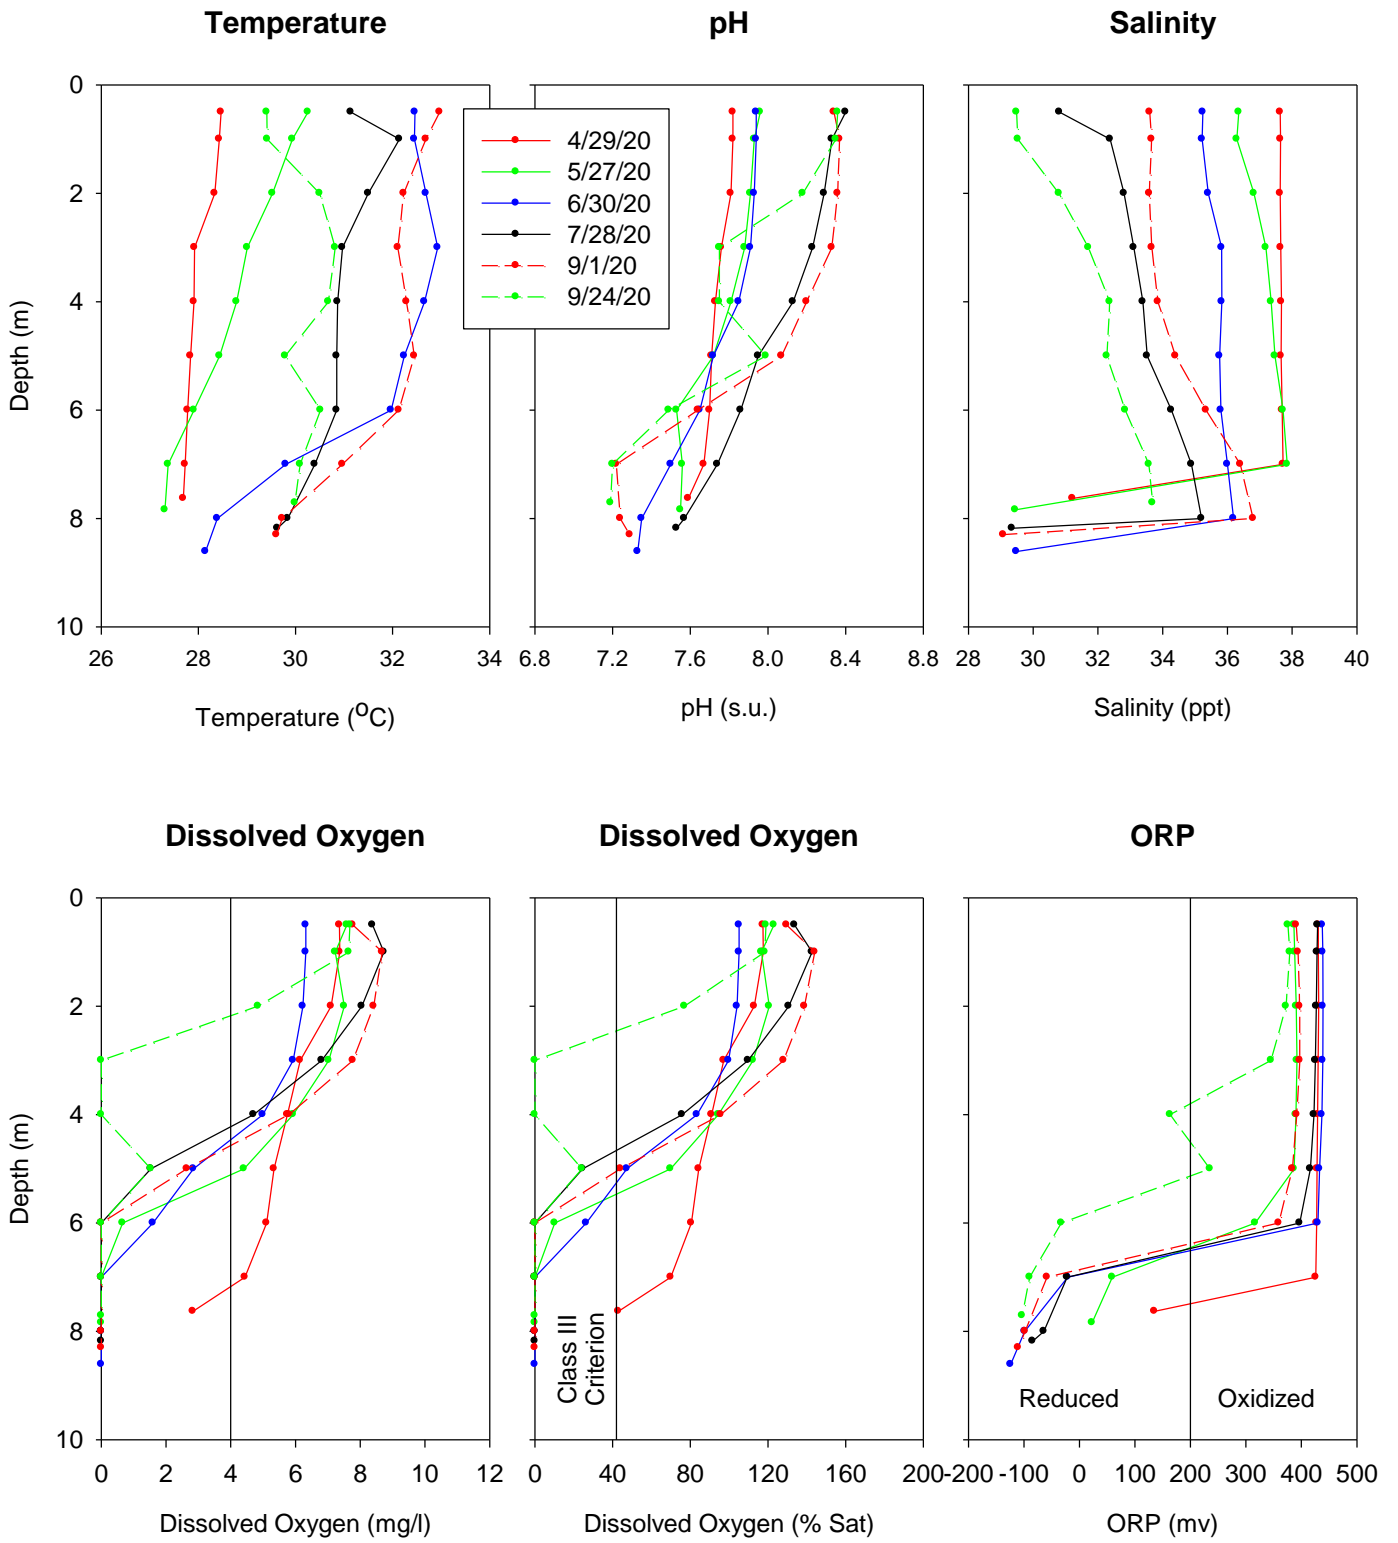 Temperature
pH
Salinity
0
2
4
6
8
10
Depth (m)
4/29/20
5/27/20
6/30/20
7/28/20
9/1/20
9/24/20
26 28 30 32 34
6.8 7.2 7.6 8.0 8.4 8.8
28 30 32 34 36 38 40
Temperature (oC)
pH (s.u.)
Salinity (ppt)
Dissolved Oxygen
Dissolved Oxygen
ORP
0
2
4
6
8
10
Depth (m)
Class III
Criterion
Reduced
Oxidized
0 2 4 6 8 10 12
0 40 80 120 160 200
-200 -100 0 100 200 300 400 500
Dissolved Oxygen (mg/l)
Dissolved Oxygen (% Sat)
ORP (mv)